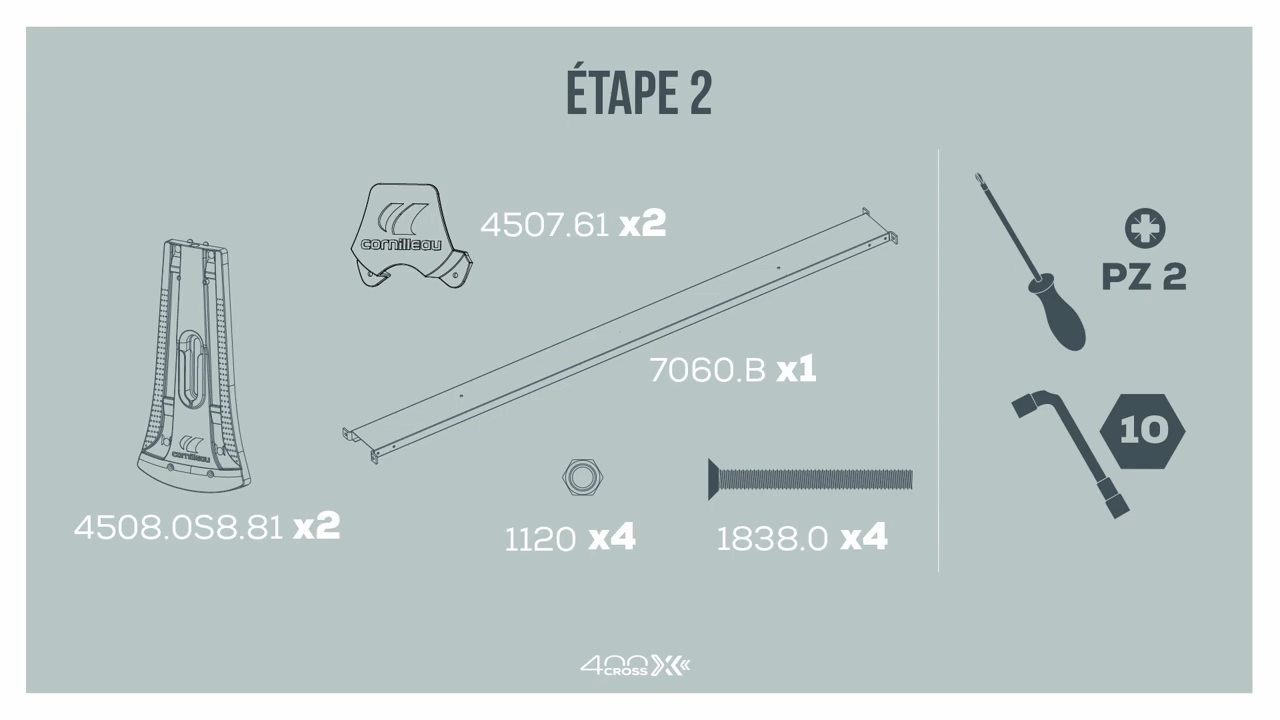 ÉTAPE 2
cornilleau
4507.61 x2
7060.B x1
cornilleau
4508.0S8.81 x2
1120 x4
1838.0 x4
PZ 2
10
400 CROSS X